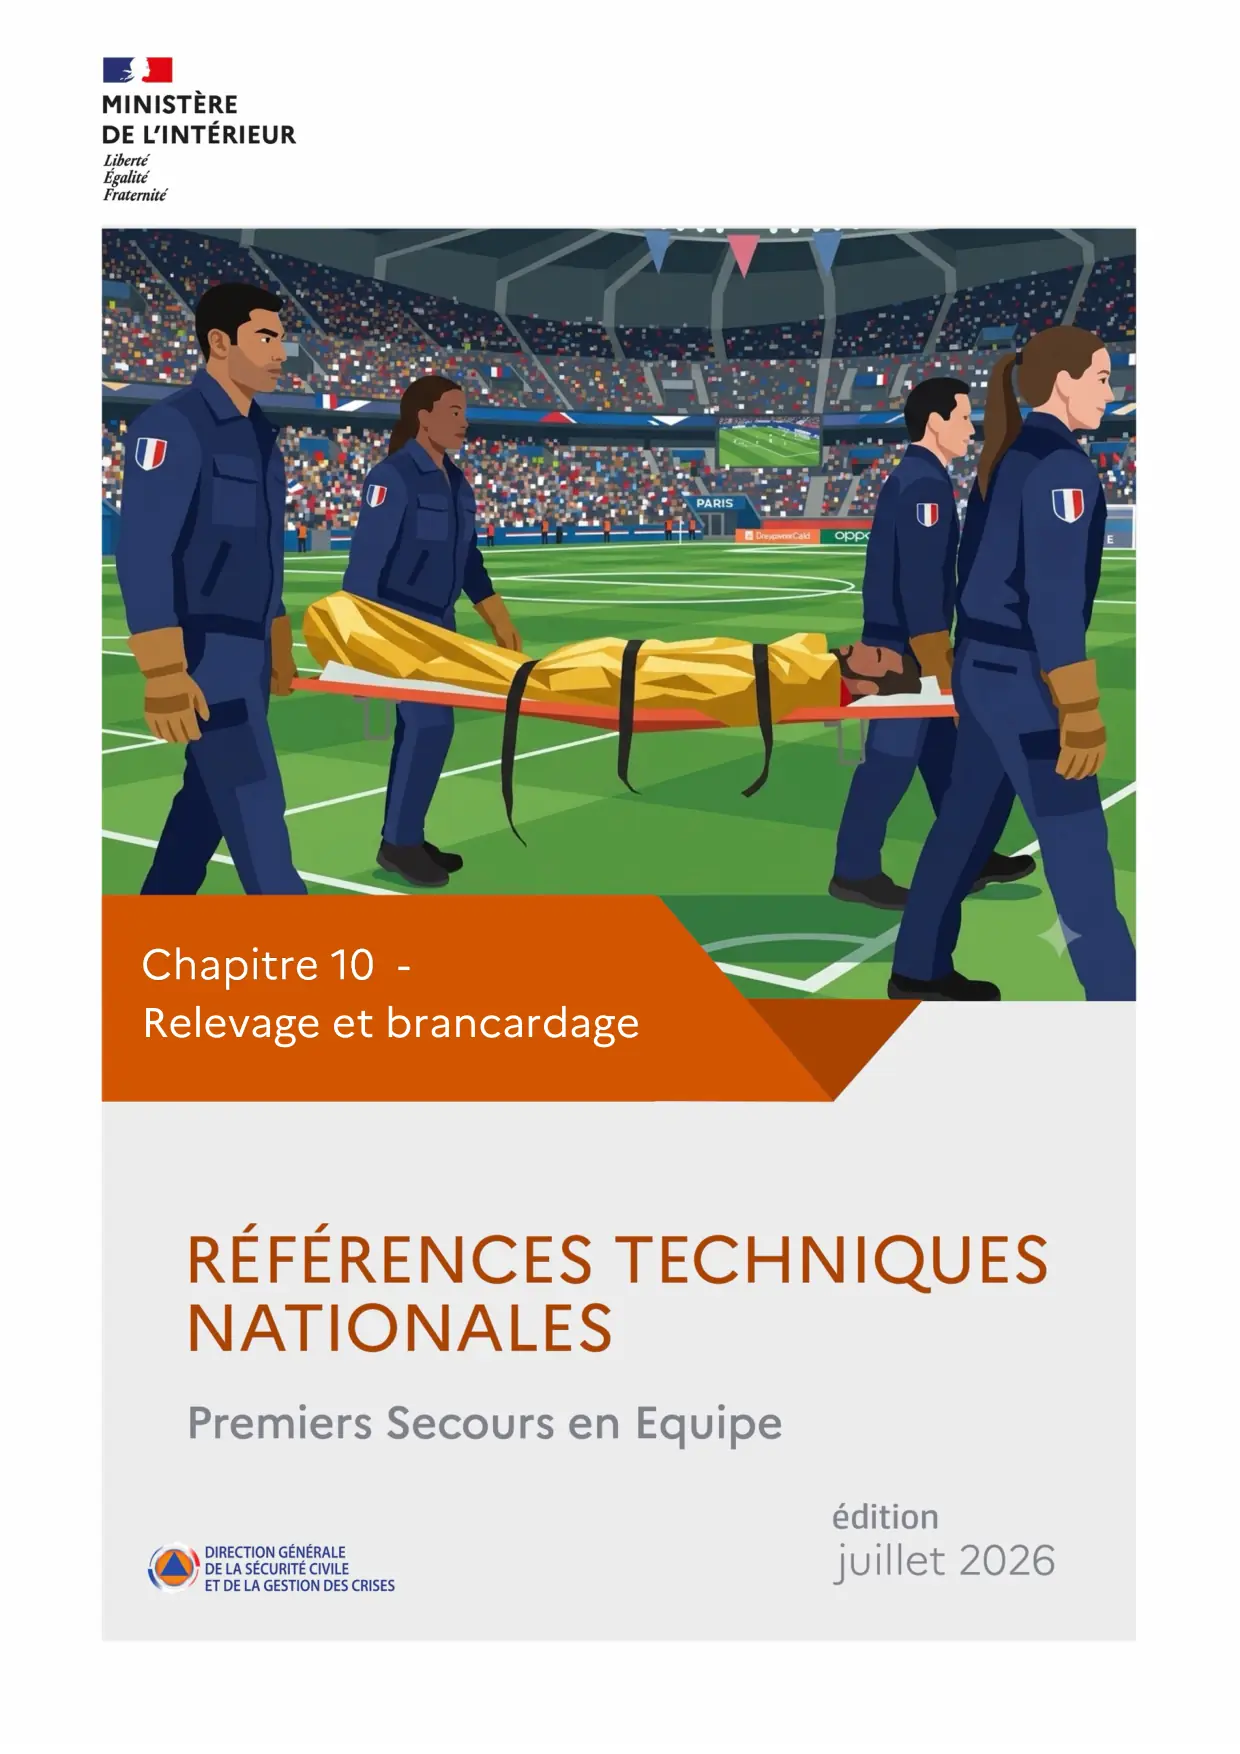 MINISTÈRE
DE L'INTÉRIEUR
Liberté
Égalité
Fraternité
PARIS
oppo
E
Chapitre 10 -
Relevage et brancardage
RÉFÉRENCES TECHNIQUES
NATIONALES
Premiers Secours en Equipe
édition
juillet 2026
DIRECTION GÉNÉRALE
DE LA SÉCURITÉ CIVILE
ET DE LA GESTION DES CRISES